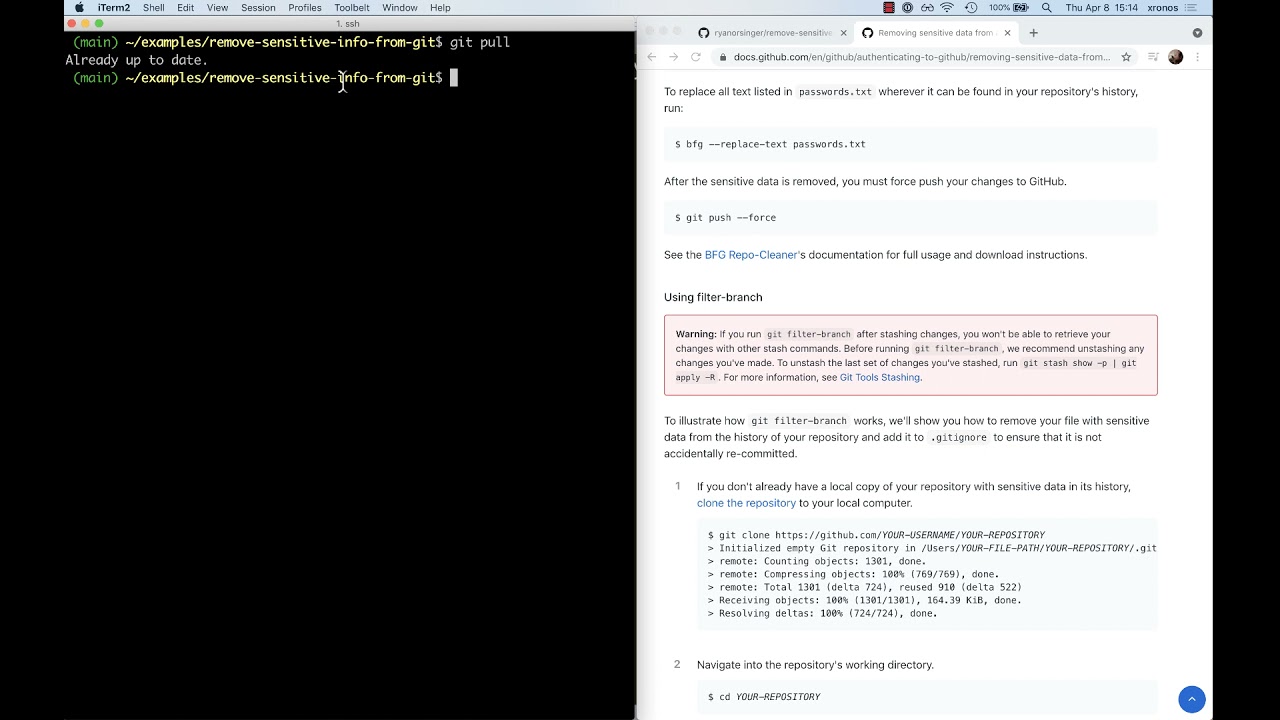 iTerm2 Shell Edit View Session Profiles Toolbelt Window Help 100% Thu Apr 8 15:14 xronos
1. ssh
(main) ~/examples/remove-sensitive-info-from-git$ git pull
Already up to date.
(main) ~/examples/remove-sensitive-info-from-git$
ryanorsinger/remove-sensitive
Removing sensitive data from
docs.github.com/en/github/authenticating-to-github/removing-sensitive-data-from...
To replace all text listed in passwords.txt wherever it can be found in your repository's history,
run:
$ bfg --replace-text passwords.txt
After the sensitive data is removed, you must force push your changes to GitHub.
$ git push --force
See the BFG Repo-Cleaner's documentation for full usage and download instructions.
Using filter-branch
Warning: If you run git filter-branch after stashing changes, you won't be able to retrieve your
changes with other stash commands. Before running git filter-branch, we recommend unstashing any
changes you've made. To unstash the last set of changes you've stashed, run git stash show -p | git
apply -R. For more information, see Git Tools Stashing.
To illustrate how git filter-branch works, we'll show you how to remove your file with sensitive
data from the history of your repository and add it to .gitignore to ensure that it is not
accidentally re-committed.
1 If you don't already have a local copy of your repository with sensitive data in its history,
clone the repository to your local computer.
$ git clone https://github.com/YOUR-USERNAME/YOUR-REPOSITORY
> Initialized empty Git repository in /Users/YOUR-FILE-PATH/YOUR-REPOSITORY/.git
> remote: Counting objects: 1301, done.
> remote: Compressing objects: 100% (769/769), done.
> remote: Total 1301 (delta 724), reused 910 (delta 522)
> Receiving objects: 100% (1301/1301), 164.39 KiB, done.
> Resolving deltas: 100% (724/724), done.
2 Navigate into the repository's working directory.
$ cd YOUR-REPOSITORY